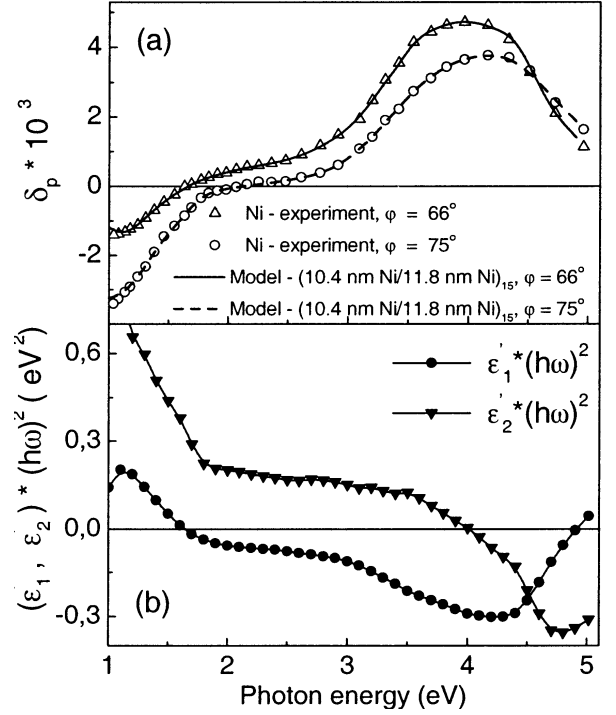 (a)
δp * 10³
4
2
0
-2
Ni - experiment, φ = 66°
Ni - experiment, φ = 75°
Model - (10.4 nm Ni/11.8 nm Ni)₁₅, φ = 66°
Model - (10.4 nm Ni/11.8 nm Ni)₁₅, φ = 75°
(ε₁', ε₂') * (hω)² ( eV²)
0,6
0,3
0,0
-0,3
ε₁'*(hω)²
ε₂'*(hω)²
(b)
1 2 3 4 5
Photon energy (eV)